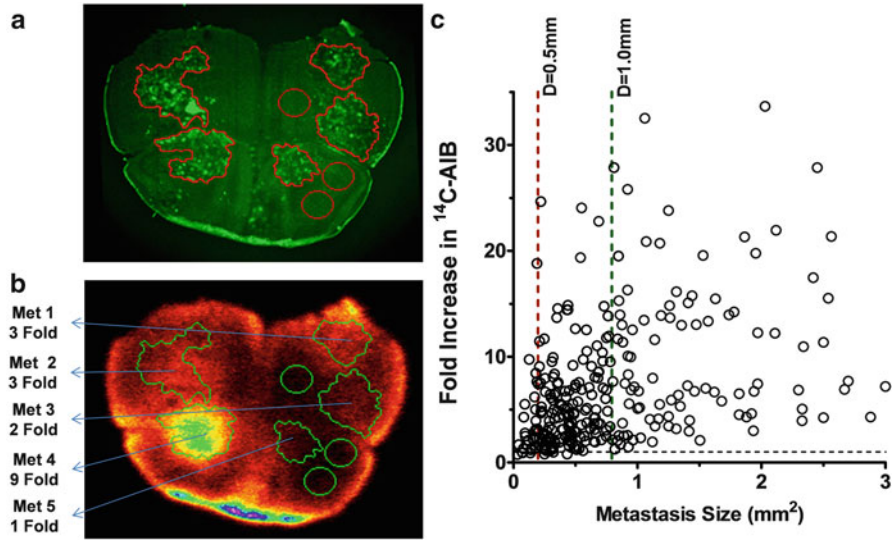 a
b
Met 1
3 Fold
Met 2
3 Fold
Met 3
2 Fold
Met 4
9 Fold
Met 5
1 Fold
c
D=0.5mm
D=1.0mm
Fold Increase in ¹⁴C-AIB
30
20
10
0
0
1
2
3
Metastasis Size (mm²)